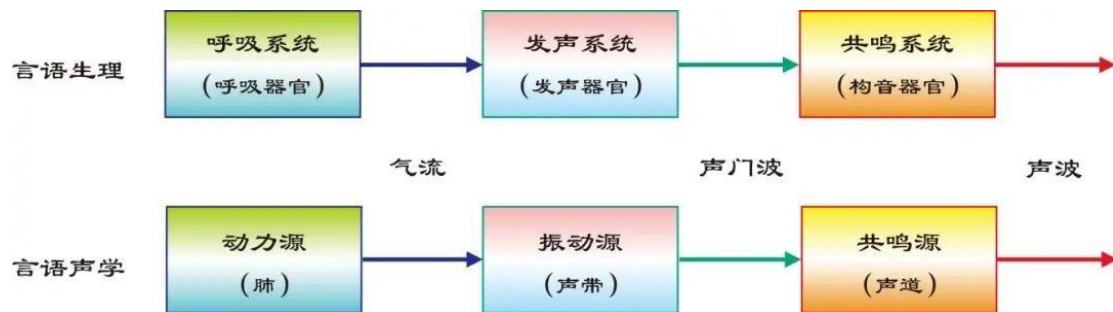 呼吸系统
(呼吸器官)
发声系统
(发声器官)
共鸣系统
(构音器官)
言语生理
气流
声门波
声波
动力源
(肺)
振动源
(声带)
共鸣源
(声道)
言语声学